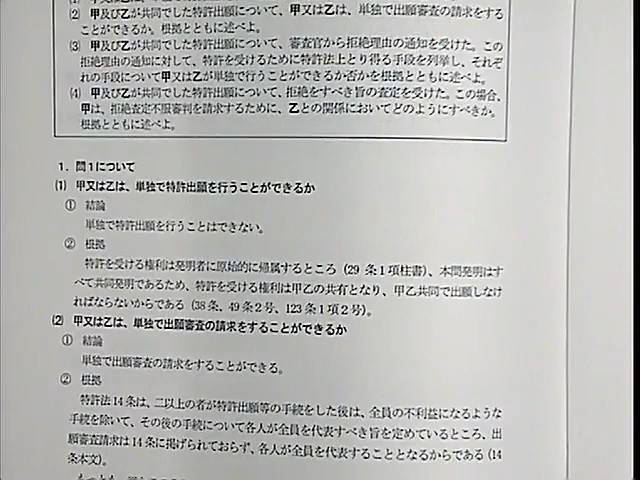 (2) 甲及び乙が共同でした特許出願について、甲又は乙は、単独で出願審査の請求をする
ことができるか。根拠とともに述べよ。
(3) 甲及び乙が共同でした特許出願について、審査官から拒絶理由の通知を受けた。この
拒絶理由の通知に対して、特許を受けるために特許法上とり得る手段を列挙し、それぞ
れの手段について甲又は乙が単独で行うことができるか否かを根拠とともに述べよ。
(4) 甲及び乙が共同でした特許出願について、拒絶をすべき旨の査定を受けた。この場合、
甲は、拒絶査定不服審判を請求するために、乙との関係においてどのようにすべきか。
根拠とともに述べよ。
1．問1について
(1) 甲又は乙は、単独で特許出願を行うことができるか
① 結論
単独で特許出願を行うことはできない。
② 根拠
特許を受ける権利は発明者に原始的に帰属するところ（29 条1項柱書）、本問発明はす
べて共同発明であるため、特許を受ける権利は甲乙の共有となり、甲乙共同で出願しなけ
ればならないからである（38条、49条2号、123条1項2号）。
(2) 甲又は乙は、単独で出願審査の請求をすることができるか
① 結論
単独で出願審査の請求をすることができる。
② 根拠
特許法14条は、二以上の者が特許出願等の手続をした後は、全員の不利益になるような
手続を除いて、その後の手続について各人が全員を代表すべき旨を定めているところ、出
願審査請求は14条に掲げられておらず、各人が全員を代表することとなるからである（14
条本文）。